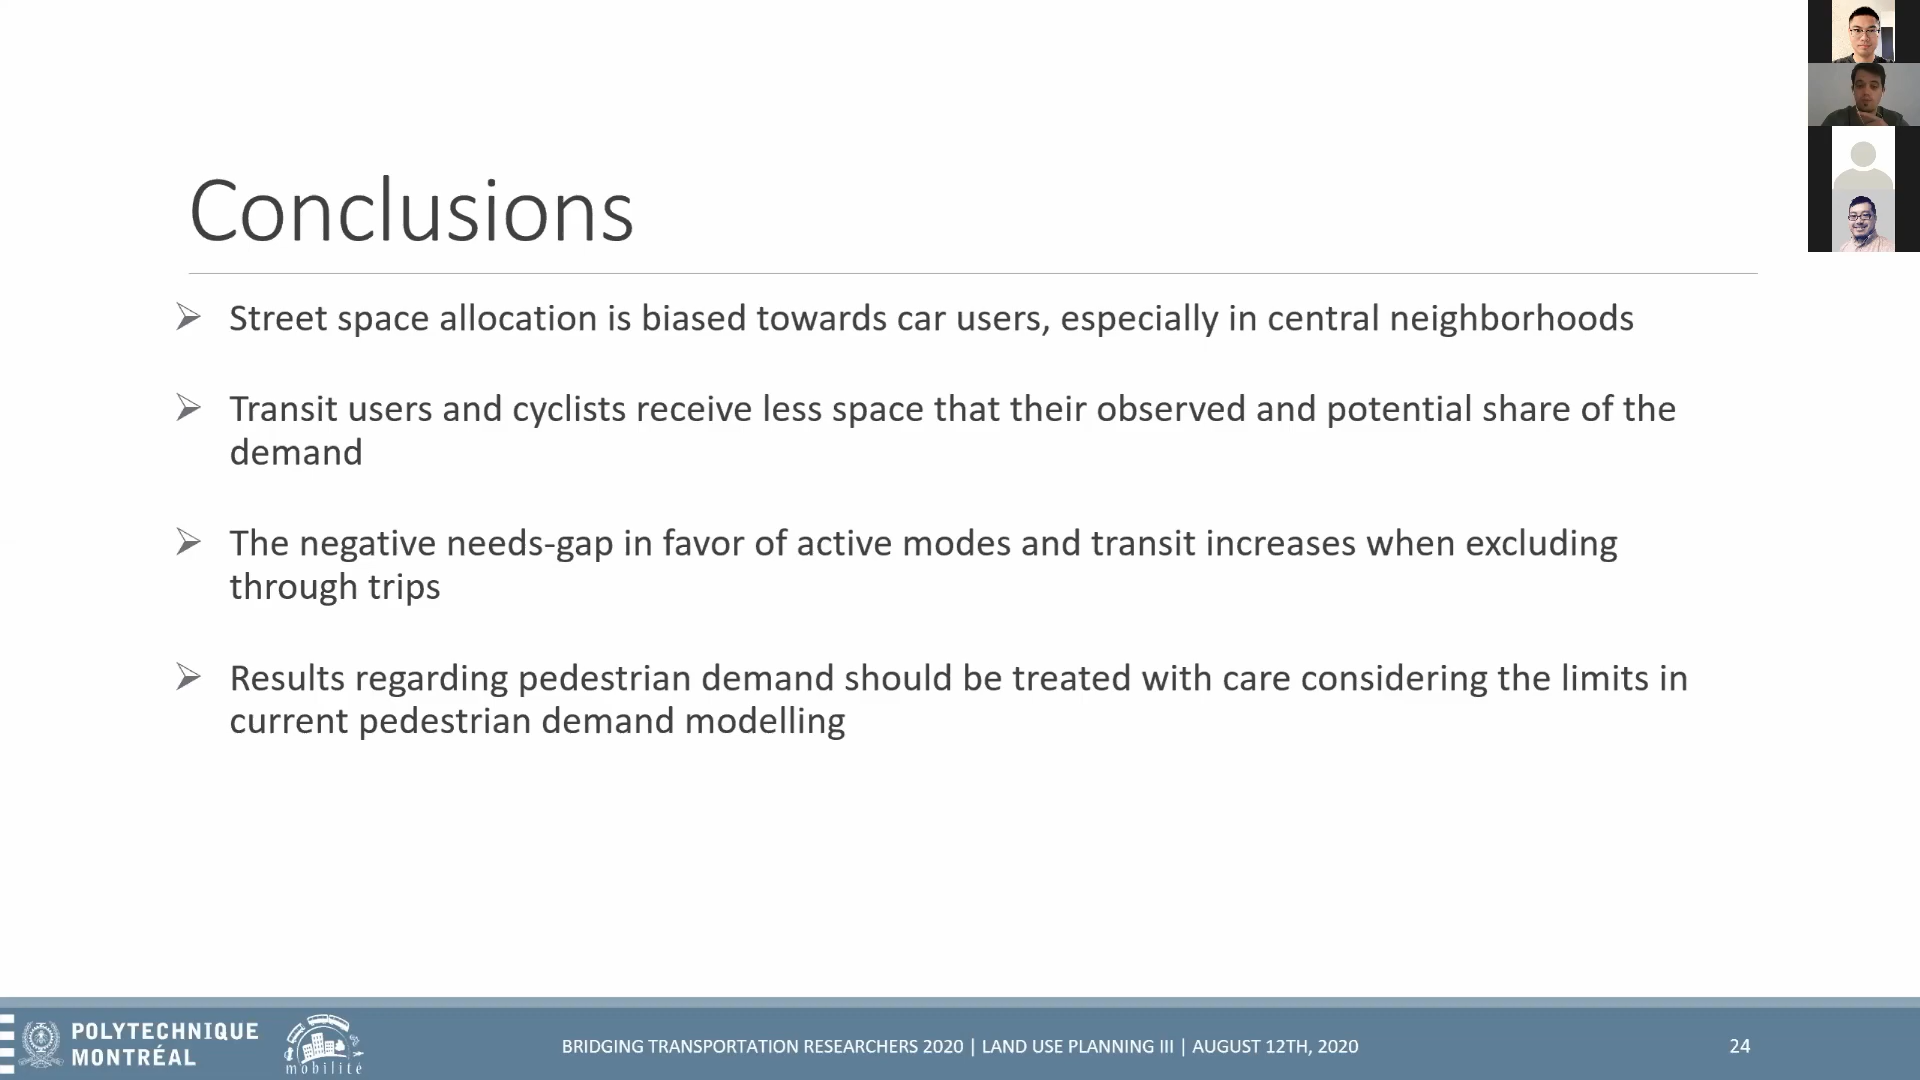 Conclusions
Street space allocation is biased towards car users, especially in central neighborhoods
Transit users and cyclists receive less space that their observed and potential share of the
demand
The negative needs-gap in favor of active modes and transit increases when excluding
through trips
Results regarding pedestrian demand should be treated with care considering the limits in
current pedestrian demand modelling
POLYTECHNIQUE
MONTRÉAL
mobilité
BRIDGING TRANSPORTATION RESEARCHERS 2020 | LAND USE PLANNING III | AUGUST 12TH, 2020
24